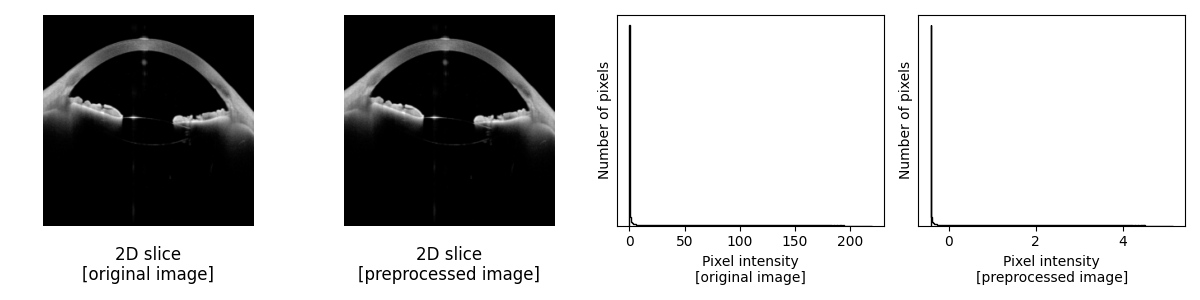 2D slice
[original image]
2D slice
[preprocessed image]
Number of pixels
0 50 100 150 200
Pixel intensity
[original image]
Number of pixels
0 2 4
Pixel intensity
[preprocessed image]